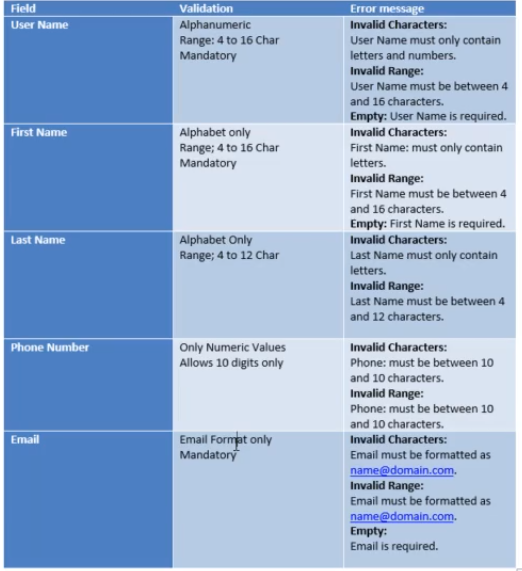 Field Validation Error message
User Name Alphanumeric Invalid Characters:
Range: 4 to 16 Char User Name must only contain
Mandatory letters and numbers.
Invalid Range:
User Name must be between 4
and 16 characters.
Empty: User Name is required.
First Name Alphabet only Invalid Characters:
Range; 4 to 16 Char First Name: must only contain
Mandatory letters.
Invalid Range:
First Name must be between 4
and 16 characters.
Empty: First Name is required.
Last Name Alphabet Only Invalid Characters:
Range; 4 to 12 Char Last Name must only contain
letters.
Invalid Range:
Last Name must be between 4
and 12 characters.
Phone Number Only Numeric Values Invalid Characters:
Allows 10 digits only Phone: must be between 10
and 10 characters.
Invalid Range:
Phone: must be between 10
and 10 characters.
Email Email Format only Invalid Characters:
Mandatory Email must be formatted as
name@domain.com.
Invalid Range:
Email must be formatted as
name@domain.com.
Empty:
Email is required.